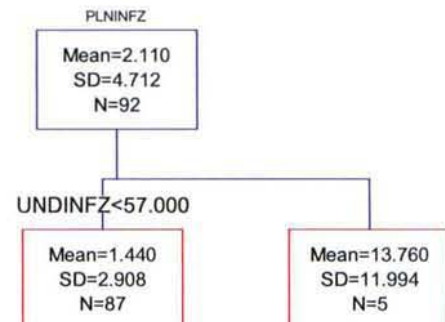 PLNINFZ
Mean=2.110
SD=4.712
N=92
UNDINFZ<57.000
Mean=1.440
SD=2.908
N=87
Mean=13.760
SD=11.994
N=5